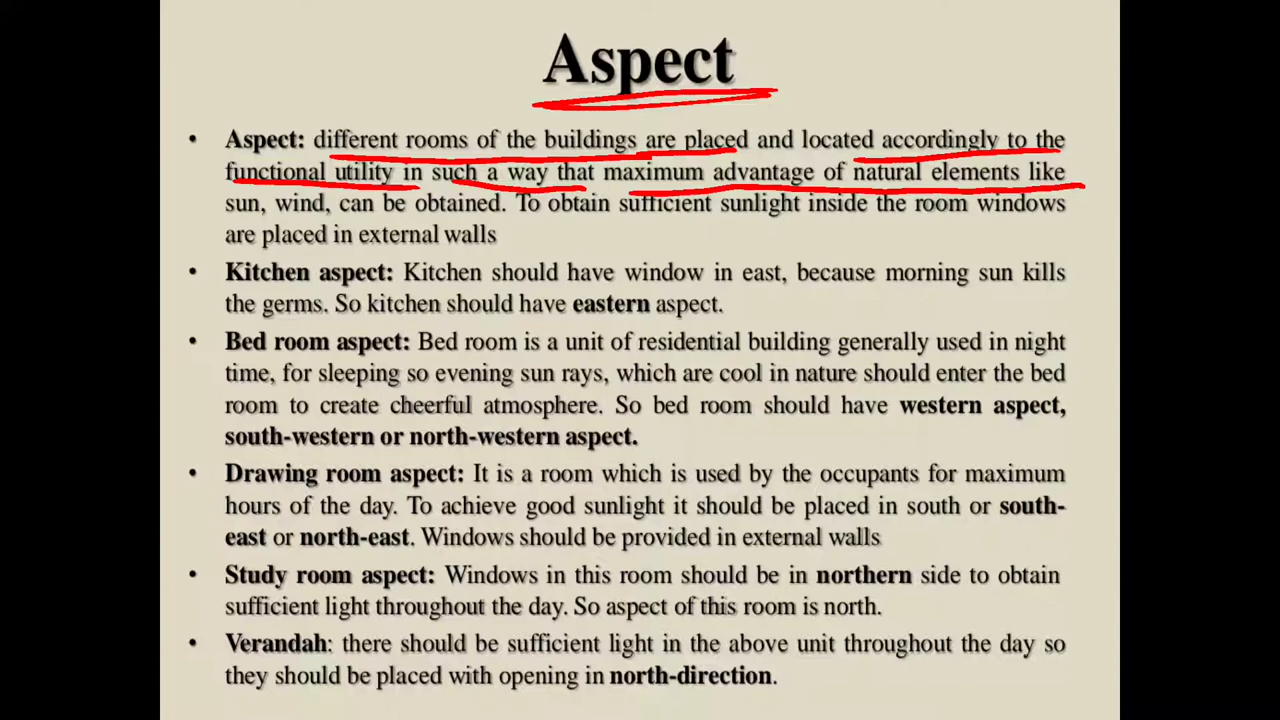 Aspect
• Aspect: different rooms of the buildings are placed and located accordingly to the
functional utility in such a way that maximum advantage of natural elements like
sun, wind, can be obtained. To obtain sufficient sunlight inside the room windows
are placed in external walls
• Kitchen aspect: Kitchen should have window in east, because morning sun kills
the germs. So kitchen should have eastern aspect.
• Bed room aspect: Bed room is a unit of residential building generally used in night
time, for sleeping so evening sun rays, which are cool in nature should enter the bed
room to create cheerful atmosphere. So bed room should have western aspect,
south-western or north-western aspect.
• Drawing room aspect: It is a room which is used by the occupants for maximum
hours of the day. To achieve good sunlight it should be placed in south or south-
east or north-east. Windows should be provided in external walls
• Study room aspect: Windows in this room should be in northern side to obtain
sufficient light throughout the day. So aspect of this room is north.
• Verandah: there should be sufficient light in the above unit throughout the day so
they should be placed with opening in north-direction.